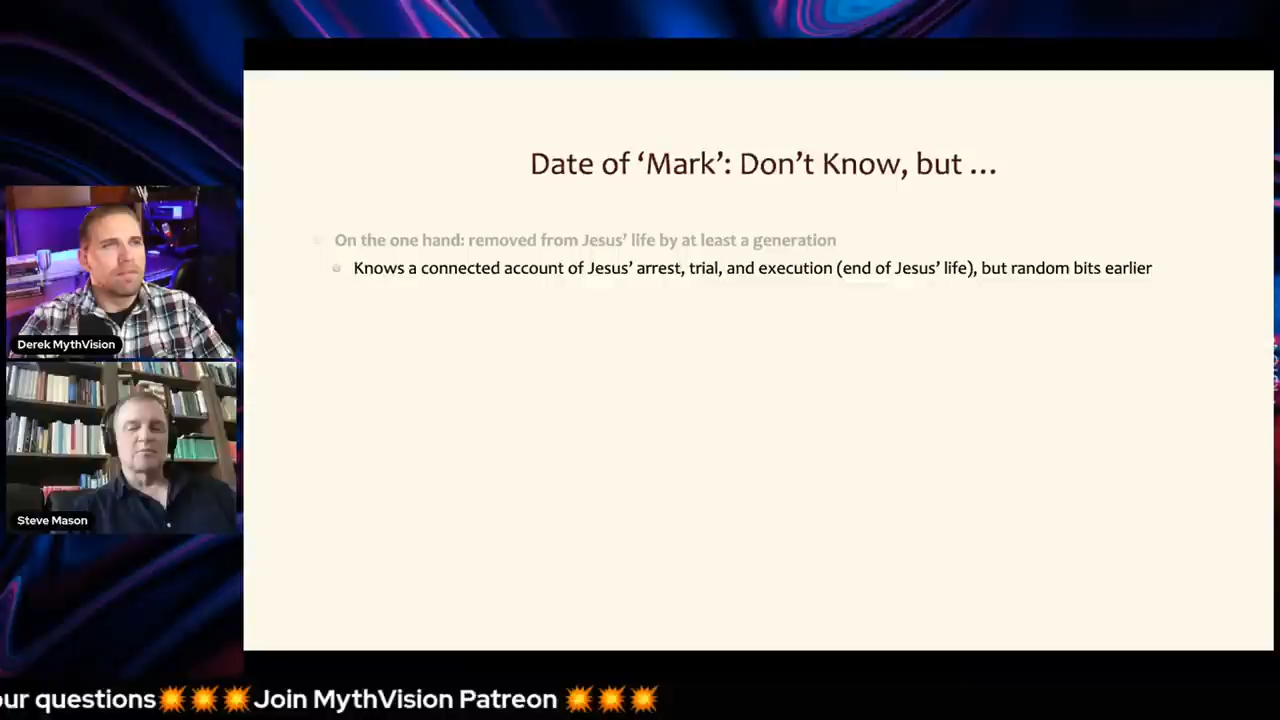 Date of ‘Mark’: Don’t Know, but ...
On the one hand: removed from Jesus’ life by at least a generation
Knows a connected account of Jesus’ arrest, trial, and execution (end of Jesus’ life), but random bits earlier
Derek MythVision
Steve Mason
our questions💥💥💥Join MythVision Patreon 💥💥💥